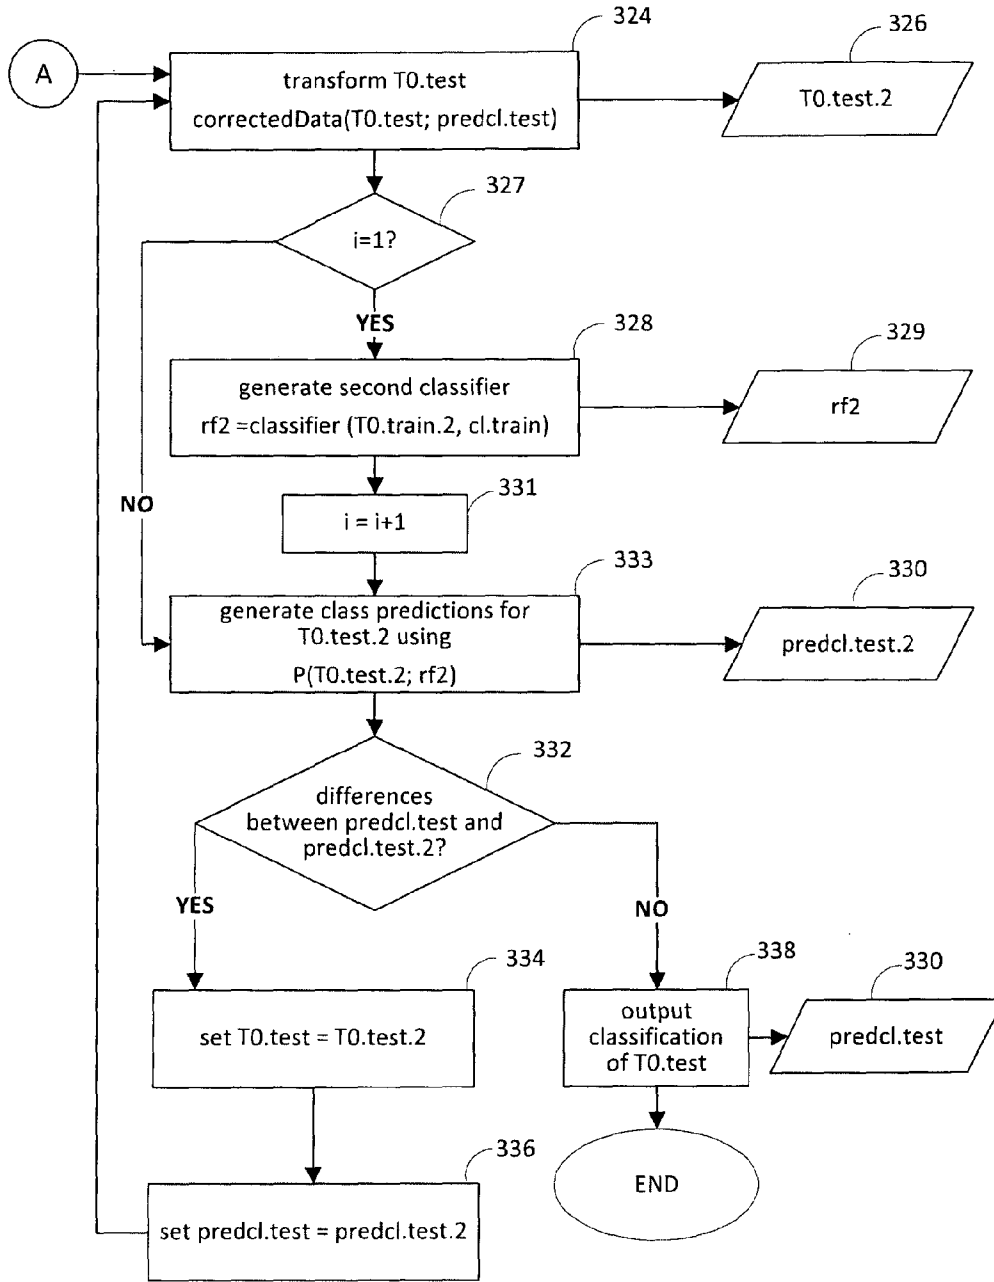 324
326
A
transform T0.test
correctedData(T0.test; predcl.test)
T0.test.2
327
i=1?
YES
328
329
generate second classifier
rf2 =classifier (T0.train.2, cl.train)
rf2
NO
331
i = i+1
333
330
generate class predictions for
T0.test.2 using
P(T0.test.2; rf2)
predcl.test.2
332
differences
between predcl.test and
predcl.test.2?
YES
NO
334
338
330
set T0.test = T0.test.2
output
classification
of T0.test
predcl.test
336
set predcl.test = predcl.test.2
END